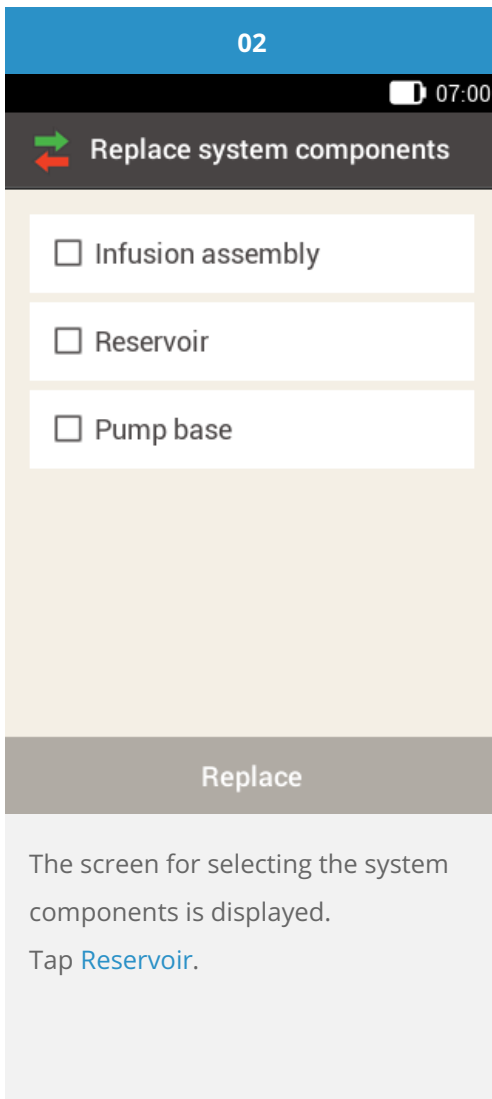 02
07:00
Replace system components
Infusion assembly
Reservoir
Pump base
Replace
The screen for selecting the system
components is displayed.
Tap Reservoir.